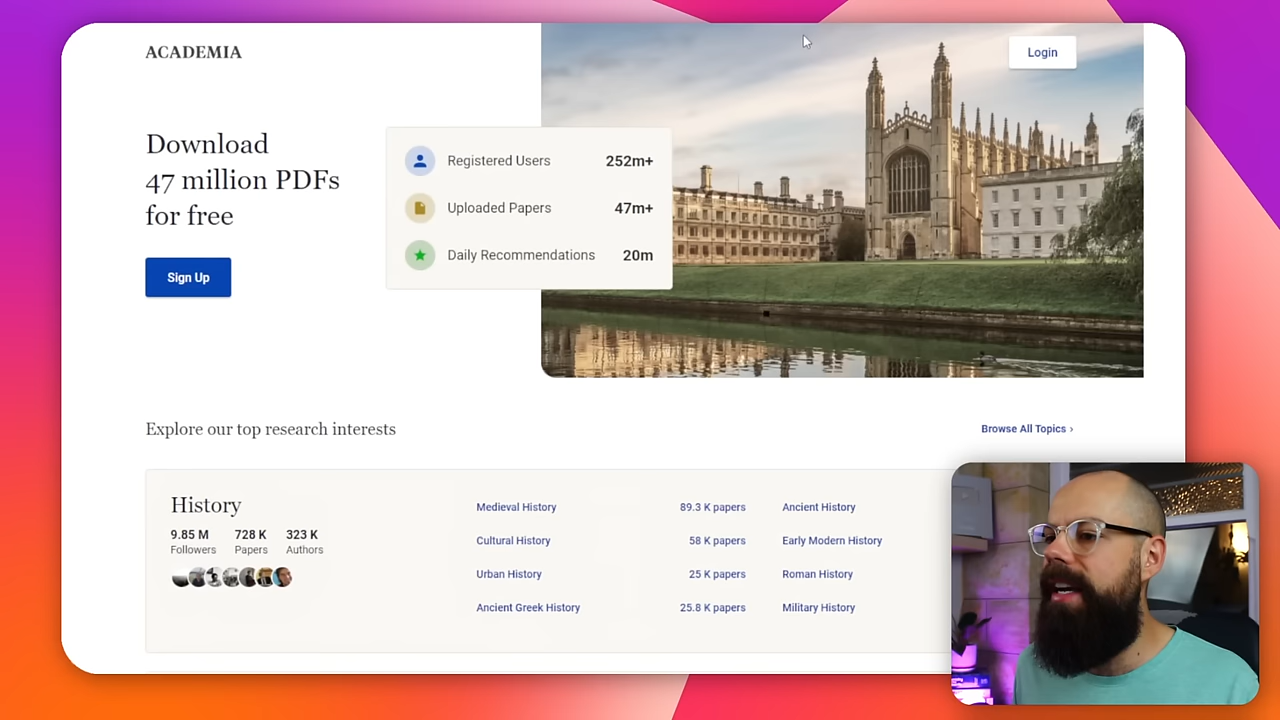 ACADEMIA
Login
Download
47 million PDFs
for free
Sign Up
Registered Users 252m+
Uploaded Papers 47m+
Daily Recommendations 20m
Explore our top research interests
Browse All Topics ›
History
9.85 M 728 K 323 K
Followers Papers Authors
Medieval History 89.3 K papers Ancient History
Cultural History 58 K papers Early Modern History
Urban History 25 K papers Roman History
Ancient Greek History 25.8 K papers Military History